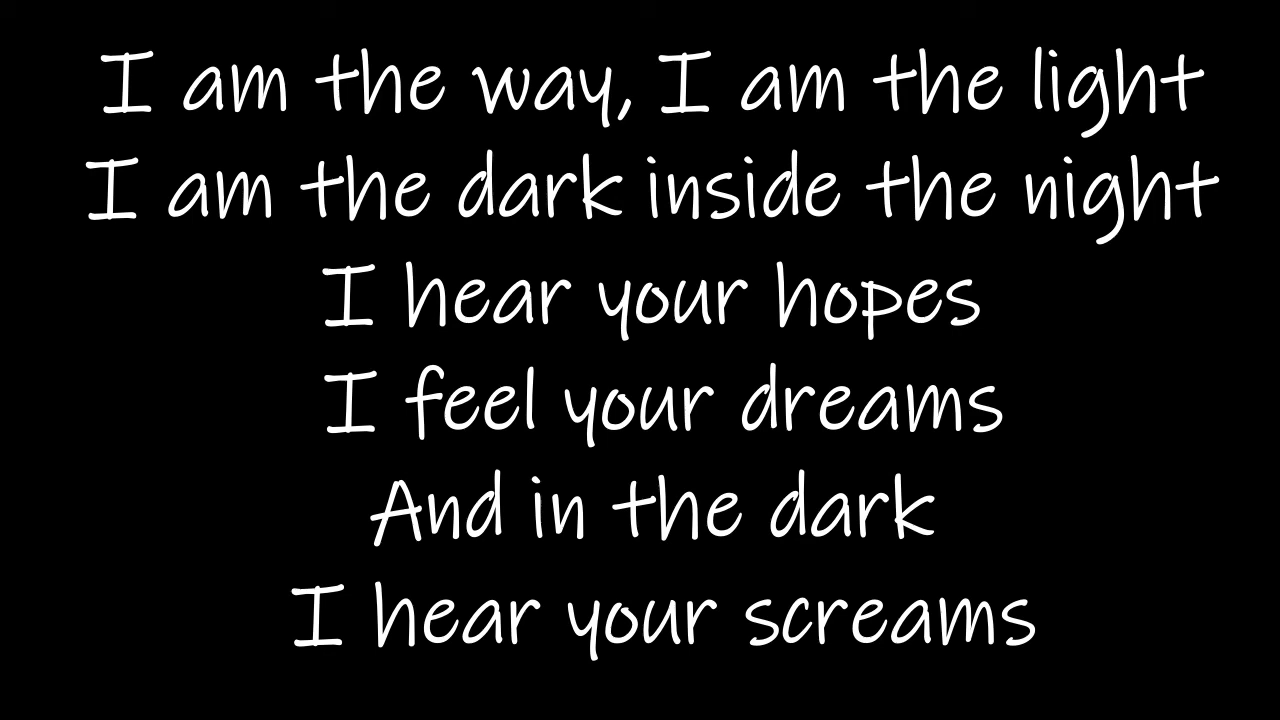 I am the way, I am the light
I am the dark inside the night
I hear your hopes
I feel your dreams
And in the dark
I hear your screams